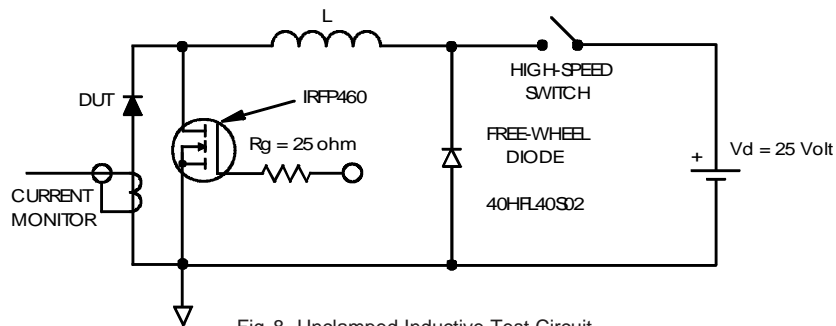 L
HIGH-SPEED
SWITCH
DUT
IRFP460
Rg = 25 ohm
FREE-WHEEL
DIODE
+
Vd = 25 Volt
CURRENT
MONITOR
40HFL40S02
Fig. 8 Unclamped Inductive Test Circuit